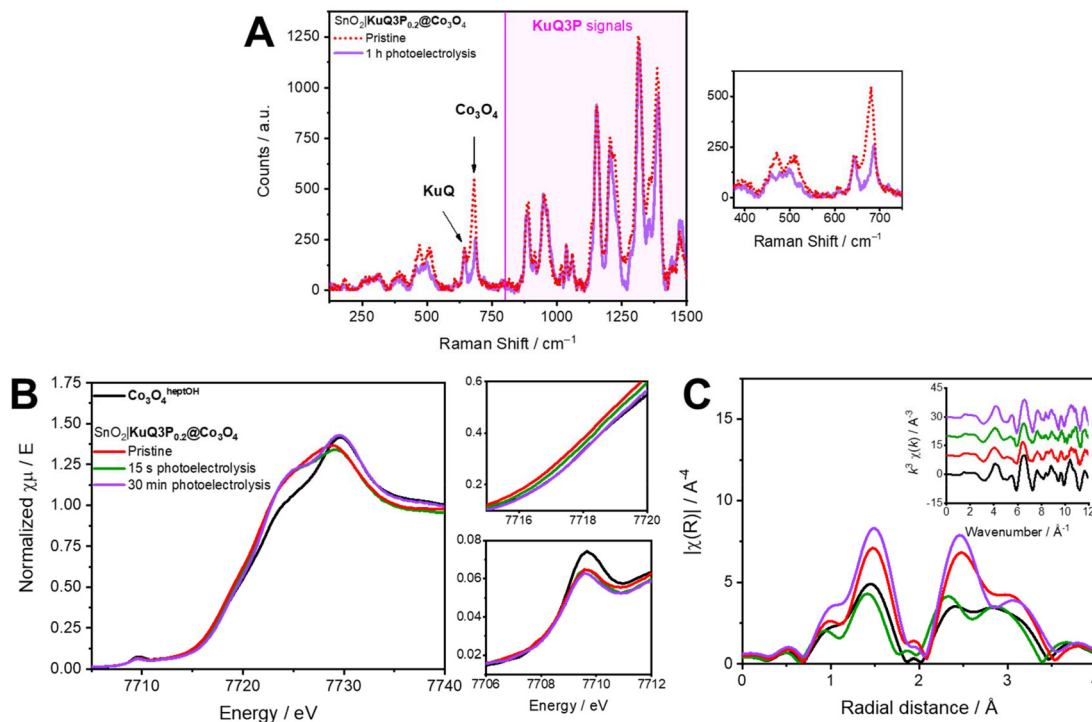 A
SnO₂|KuQ3P₀.₂@Co₃O₄
Pristine
1 h photoelectrolysis
KuQ3P signals
Co₃O₄
KuQ
Counts / a.u.
1250
1000
750
500
250
0
250 500 750 1000 1250 1500
Raman Shift / cm⁻¹
500
250
0
400 500 600 700
Raman Shift / cm⁻¹
B
Normalized χμ / E
1.75
1.50
1.25
1.00
0.75
0.50
0.25
0.00
Co₃O₄ʰᵉᵖᵗᴼᴴ
SnO₂|KuQ3P₀.₂@Co₃O₄
Pristine
15 s photoelectrolysis
30 min photoelectrolysis
7710 7720 7730 7740
Energy / eV
0.6
0.4
0.2
7716 7718 7720
0.08
0.06
0.04
0.02
0.00
7706 7708 7710 7712
Energy / eV
C
|χ(R)| / Å⁻⁴
15
10
5
0
0 1 2 3 4
Radial distance / Å
k³ χ(k) / Å⁻³
45
30
15
0
-15
0 2 4 6 8 10 12
Wavenumber / Å⁻¹